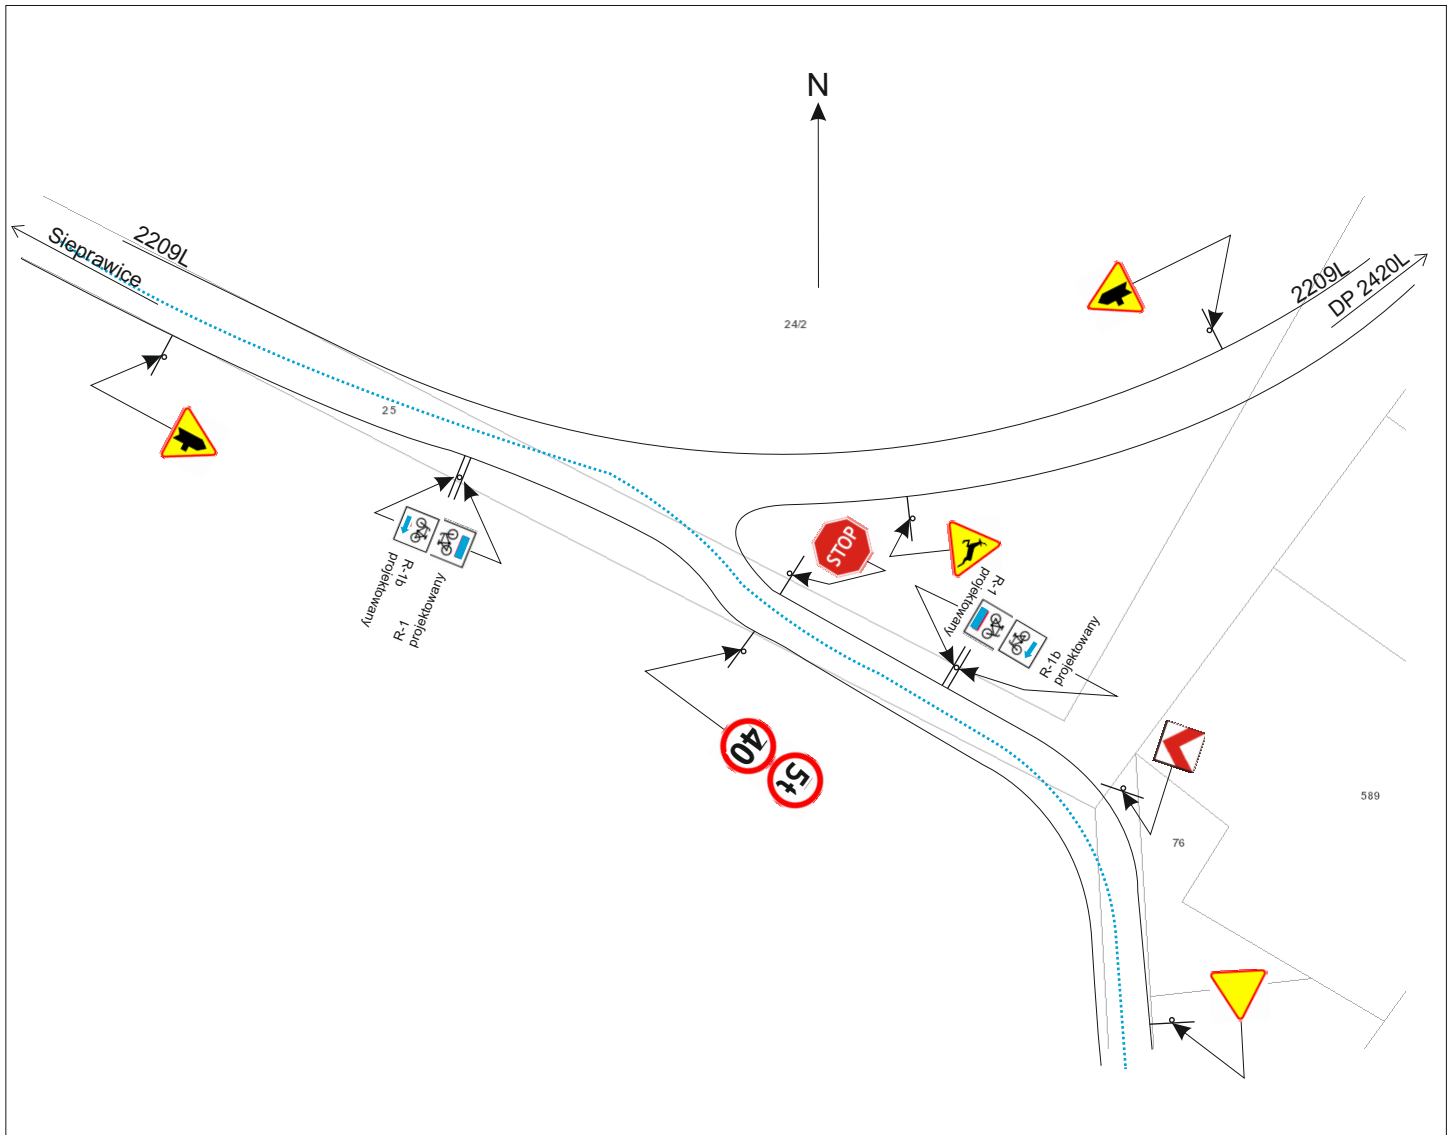 N
2209L
Sieprawice
2209L
DP 2420L
24/2
25
STOP
R-1
projektowany
R-1b
projektowany
R-1b
projektowany
R-1
projektowany
40
5t
589
76